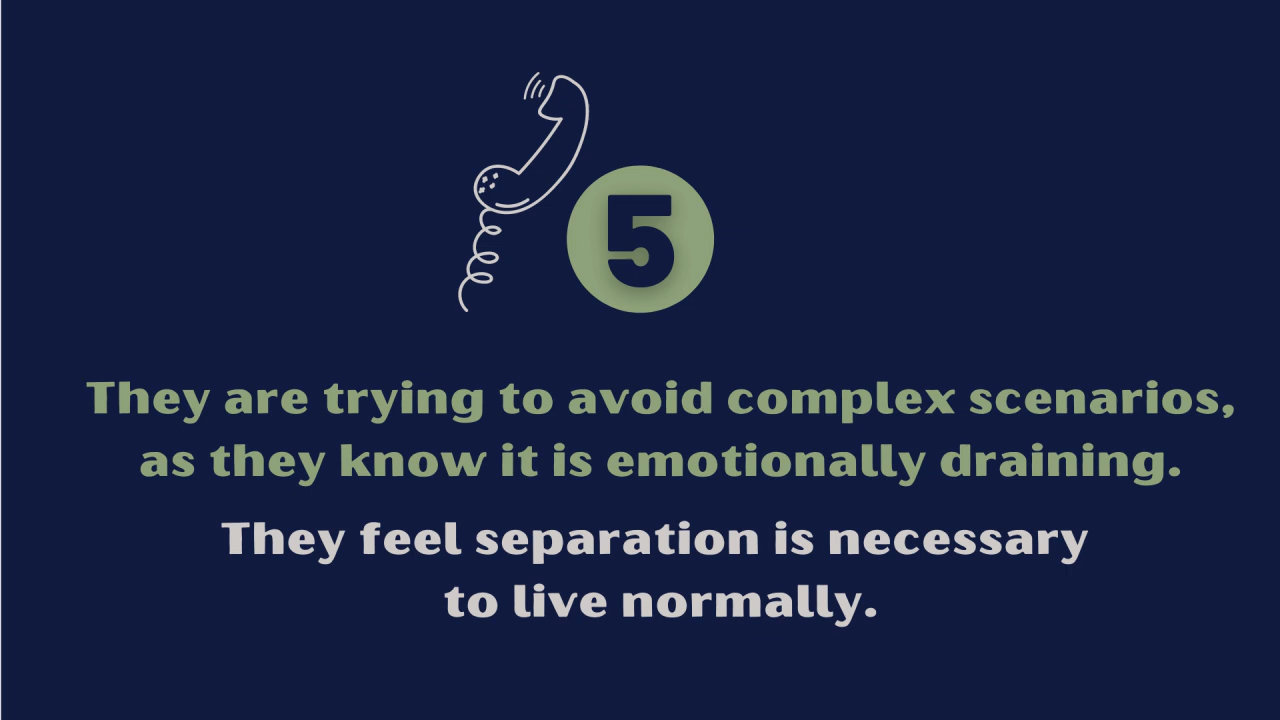 5
They are trying to avoid complex scenarios,
as they know it is emotionally draining.
They feel separation is necessary
to live normally.